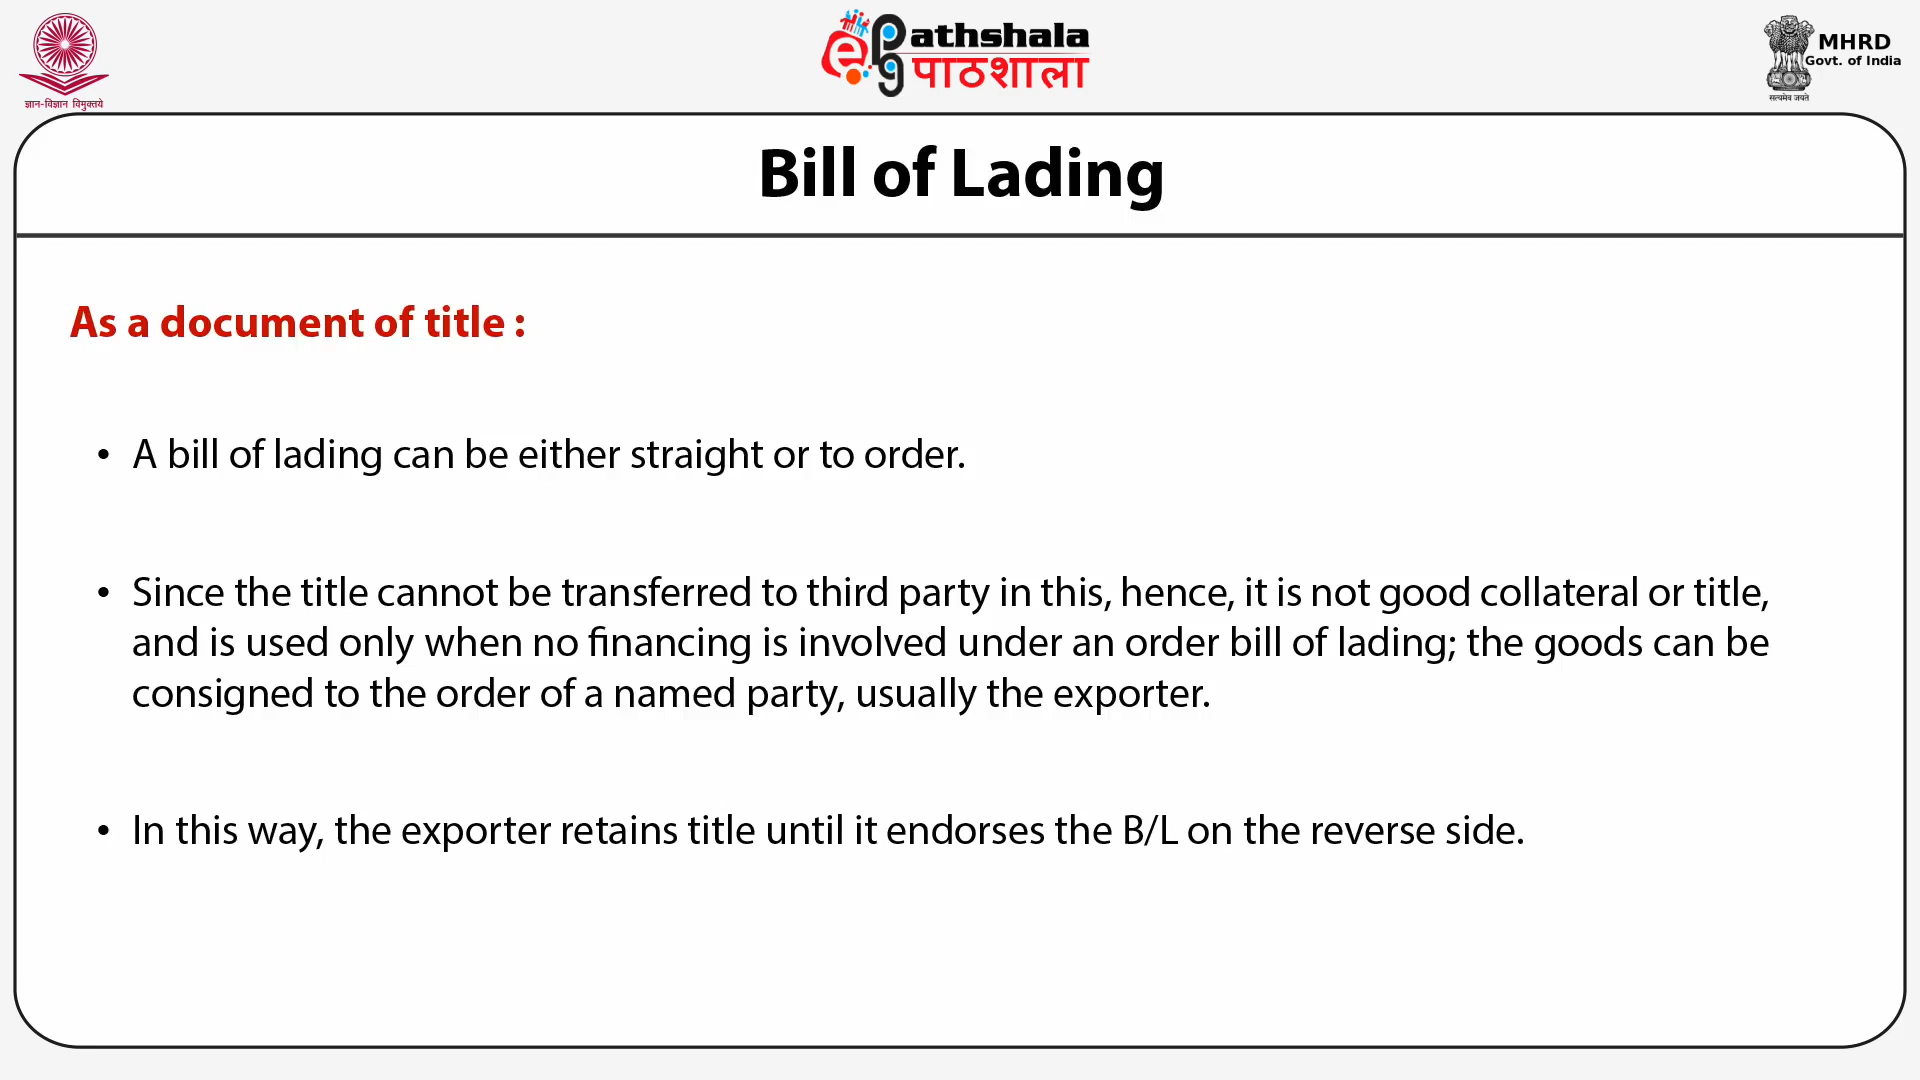 ज्ञान-विज्ञान विमुक्तये
ePathshala
पाठशाला
MHRD
Govt. of India
सत्यमेव जयते
Bill of Lading
As a document of title :
• A bill of lading can be either straight or to order.
• Since the title cannot be transferred to third party in this, hence, it is not good collateral or title,
and is used only when no financing is involved under an order bill of lading; the goods can be
consigned to the order of a named party, usually the exporter.
• In this way, the exporter retains title until it endorses the B/L on the reverse side.